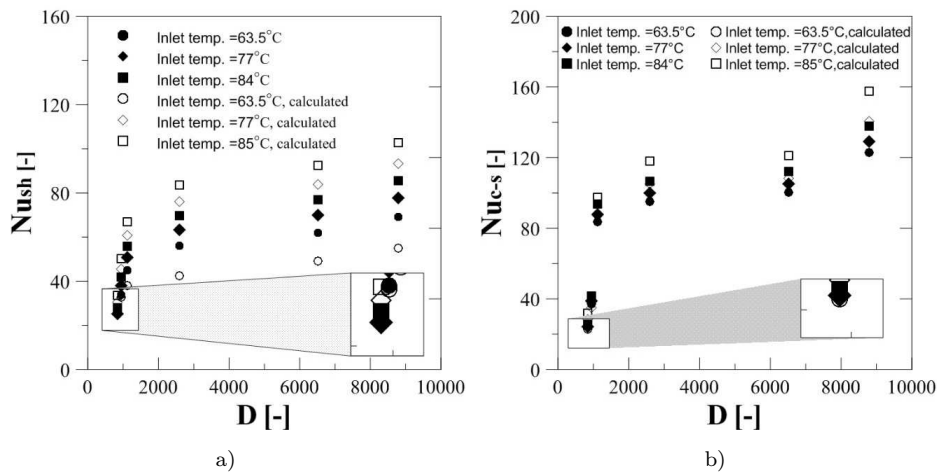 160
120
80
40
0
Nush [-]
Inlet temp. =63.5°C
Inlet temp. =77°C
Inlet temp. =84°C
Inlet temp. =63.5°C, calculated
Inlet temp. =77°C, calculated
Inlet temp. =85°C, calculated
0 2000 4000 6000 8000 10000
D [-]
a)
200
160
120
80
40
0
Nuc-s [-]
Inlet temp. =63.5°C Inlet temp. =63.5°C,calculated
Inlet temp. =77°C Inlet temp. =77°C,calculated
Inlet temp. =84°C Inlet temp. =85°C,calculated
0 2000 4000 6000 8000 10000
D [-]
b)